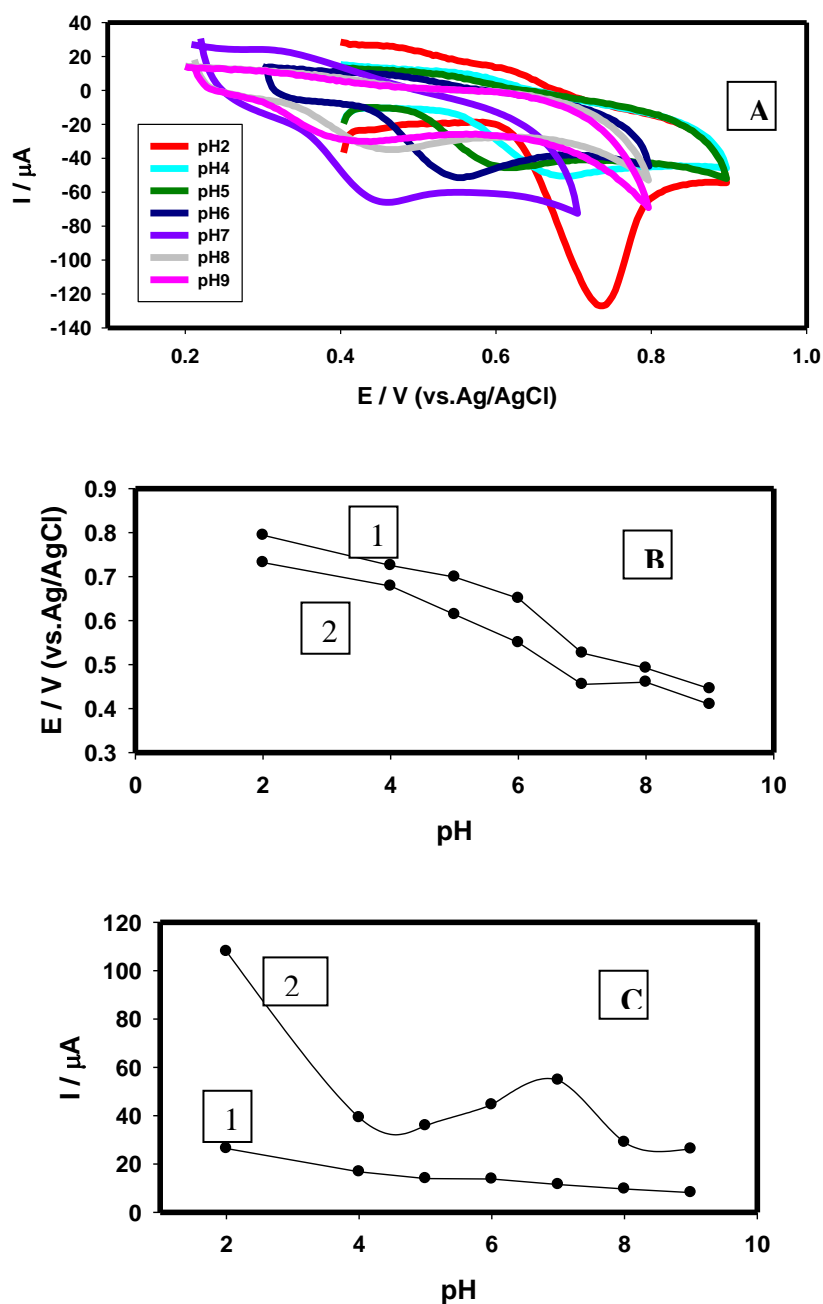 40
20
0
-20
-40
-60
-80
-100
-120
-140
I / μA
A
pH2
pH4
pH5
pH6
pH7
pH8
pH9
0.2 0.4 0.6 0.8 1.0
E / V (vs.Ag/AgCl)
0.9
0.8
0.7
0.6
0.5
0.4
0.3
E / V (vs.Ag/AgCl)
1
B
2
0 2 4 6 8 10
pH
120
100
80
60
40
20
0
I / μA
2
C
1
2 4 6 8 10
pH